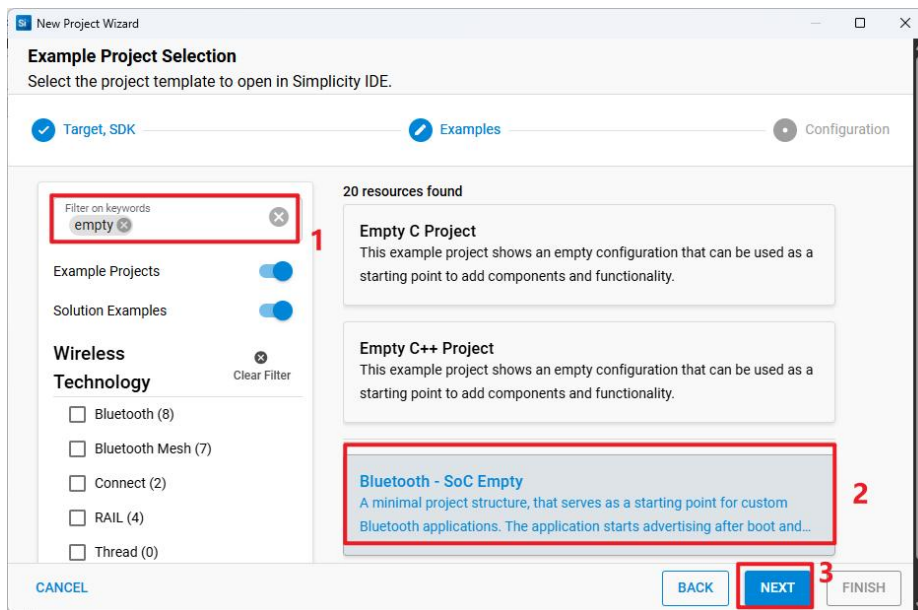 Si New Project Wizard
Example Project Selection
Select the project template to open in Simplicity IDE.
Target, SDK
Examples
Configuration
Filter on keywords
empty
1
Example Projects
Solution Examples
Wireless
Technology
Clear Filter
Bluetooth (8)
Bluetooth Mesh (7)
Connect (2)
RAIL (4)
Thread (0)
20 resources found
Empty C Project
This example project shows an empty configuration that can be used as a
starting point to add components and functionality.
Empty C++ Project
This example project shows an empty configuration that can be used as a
starting point to add components and functionality.
Bluetooth - SoC Empty
A minimal project structure, that serves as a starting point for custom
Bluetooth applications. The application starts advertising after boot and...
2
CANCEL
BACK
NEXT
3
FINISH